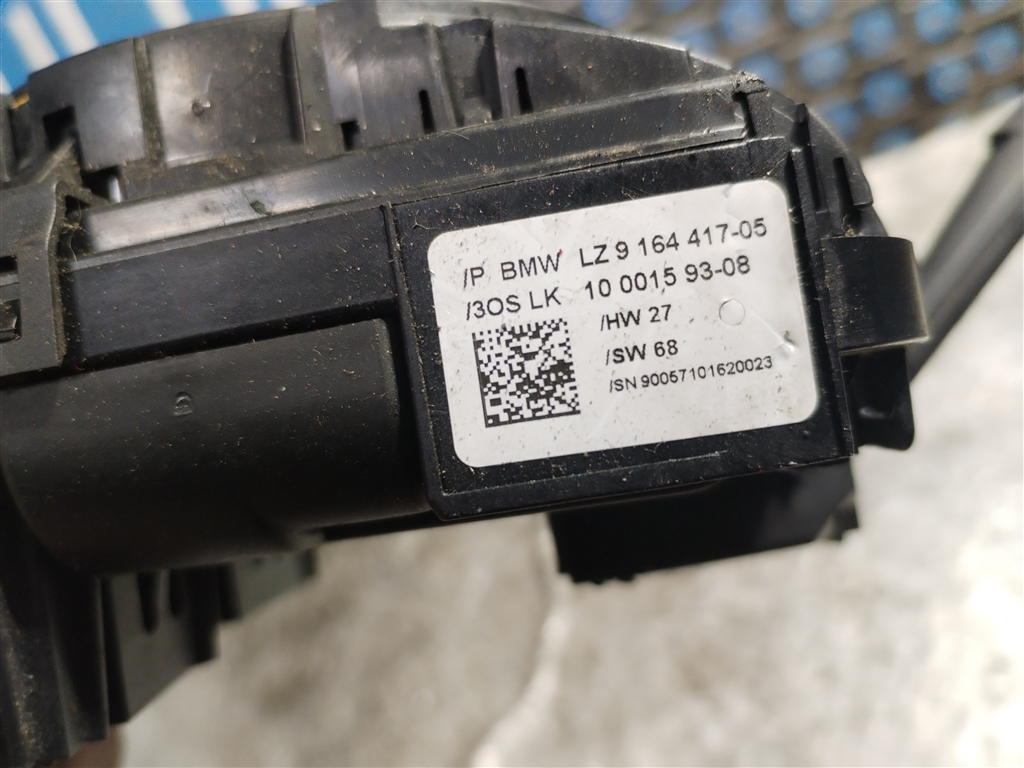 /P BMW LZ 9 164 417-05
/3OS LK 10 0015 93-08
/HW 27
/SW 68
/SN 90057101620023